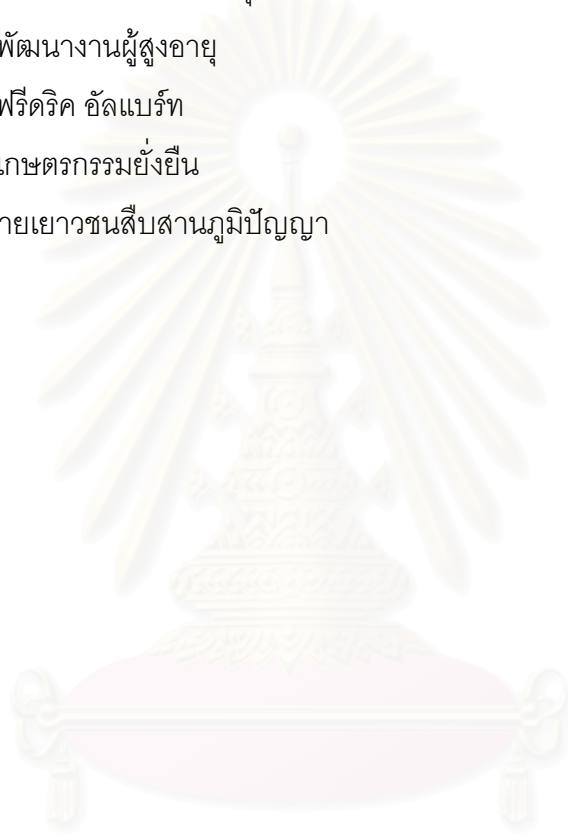 พัฒนางานผู้สูงอายุ
ฟรีดริค อัลแบร์ท
เกษตรกรรมยั่งยืน
ายเยาวชนสืบสานภูมิปัญญา